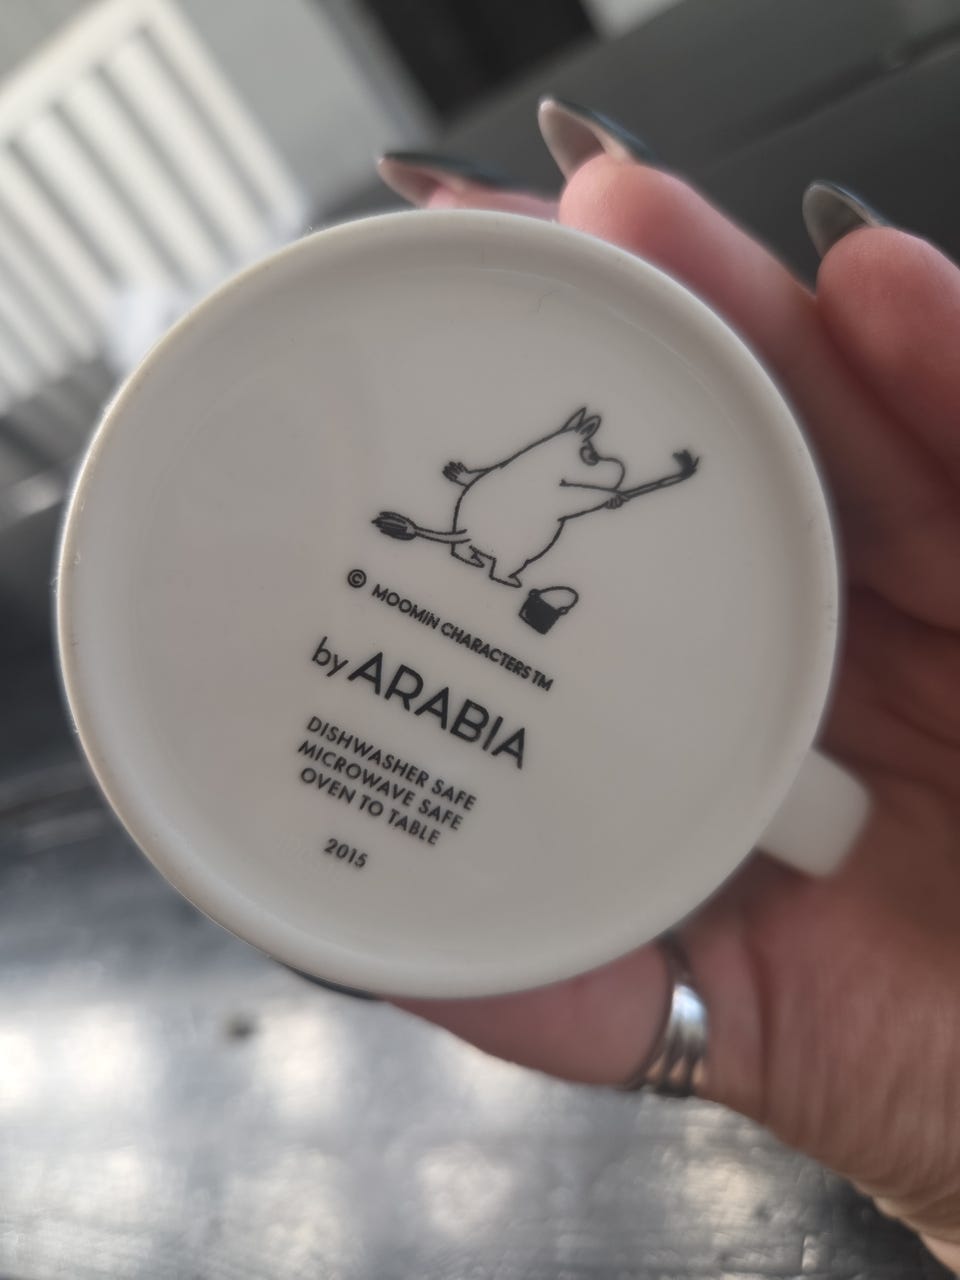 © MOOMIN CHARACTERS™
by ARABIA
DISHWASHER SAFE
MICROWAVE SAFE
OVEN TO TABLE
2015